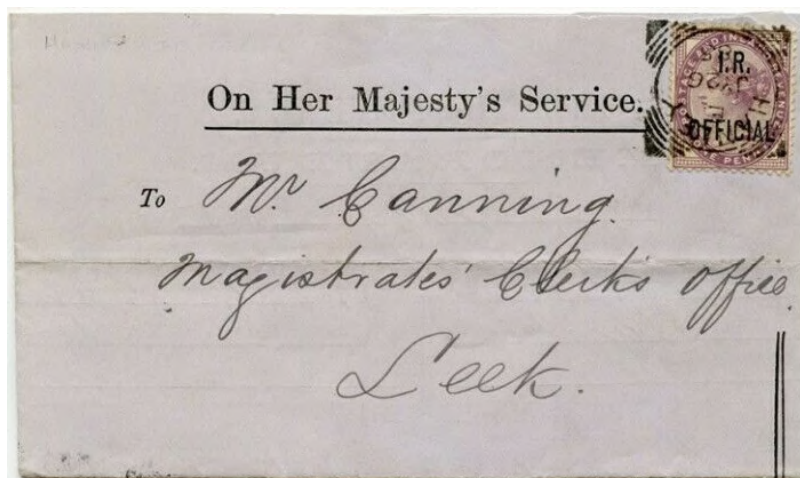 On Her Majesty's Service.
I.R.
OFFICIAL
To Mr Canning.
Magistrates' Clerks office.
Leek.